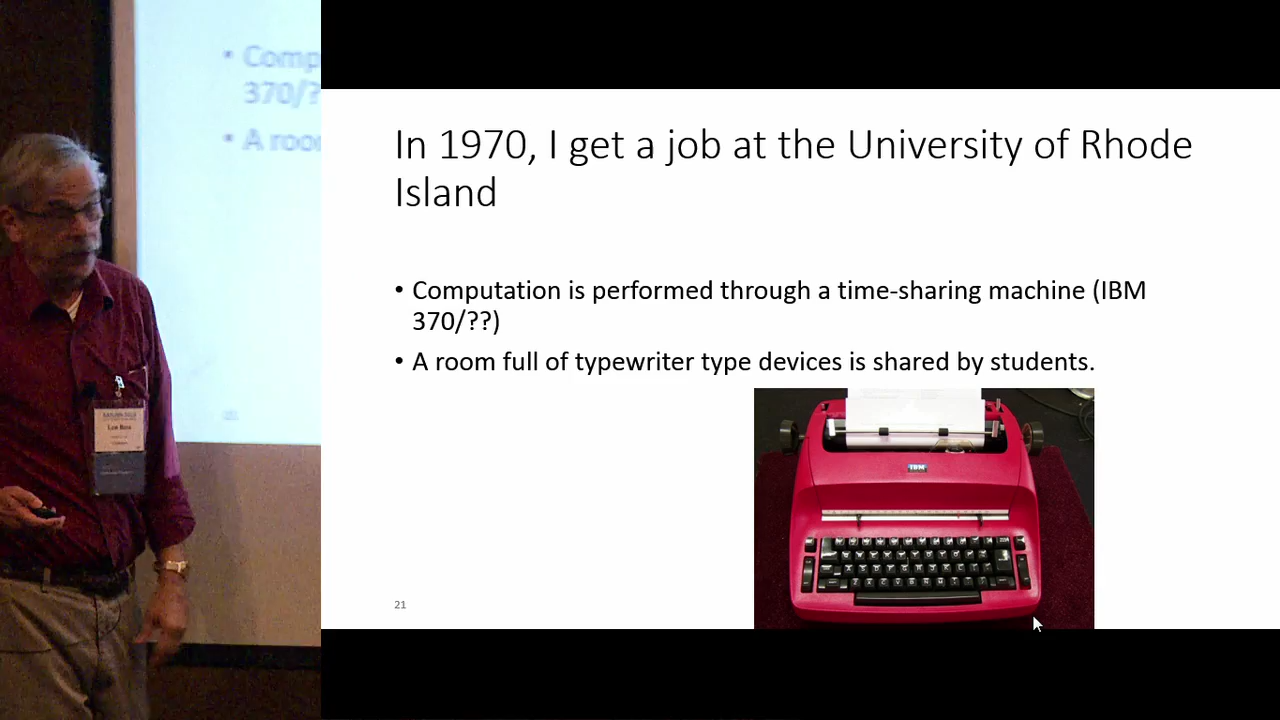 • Comp
370/?
• A roo
In 1970, I get a job at the University of Rhode
Island
• Computation is performed through a time-sharing machine (IBM
370/??)
• A room full of typewriter type devices is shared by students.
IBM
21